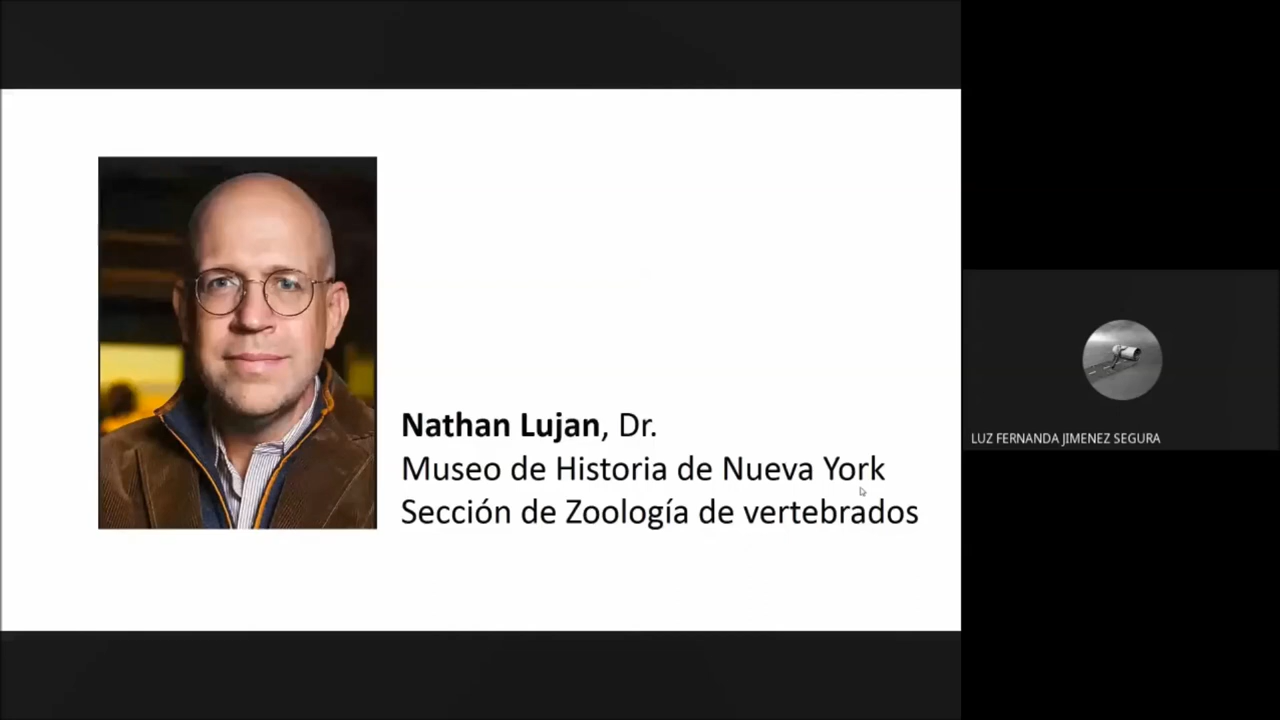 Nathan Lujan, Dr.
Museo de Historia de Nueva York
Sección de Zoología de vertebrados
LUZ FERNANDA JIMENEZ SEGURA